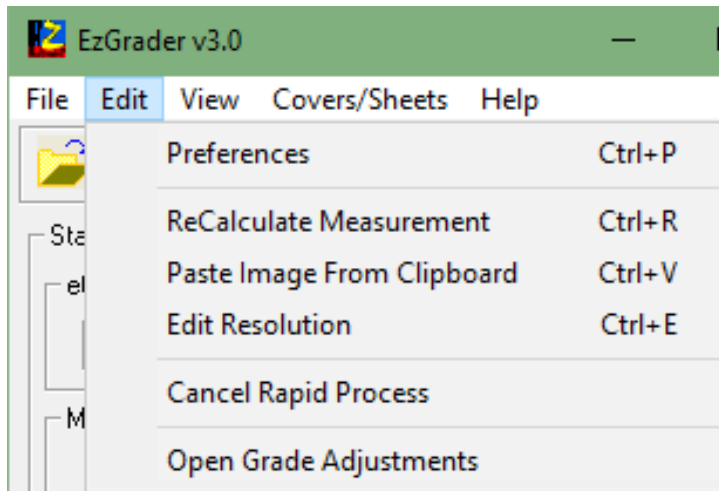 EzGrader v3.0
File Edit View Covers/Sheets Help
Preferences Ctrl+P
ReCalculate Measurement Ctrl+R
Paste Image From Clipboard Ctrl+V
Edit Resolution Ctrl+E
Cancel Rapid Process
Open Grade Adjustments